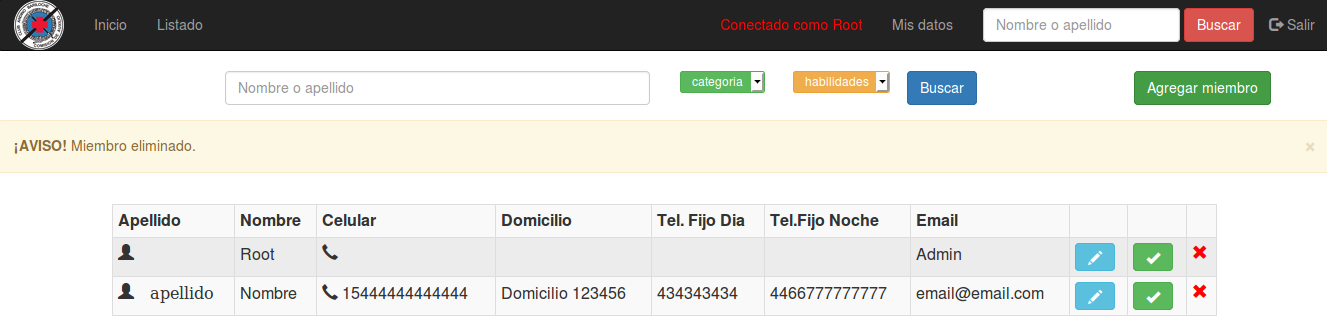 Inicio Listado Conectado como Root Mis datos Nombre o apellido Buscar Salir
Nombre o apellido categoria habilidades Buscar Agregar miembro
¡AVISO! Miembro eliminado. ×
Apellido Nombre Celular Domicilio Tel. Fijo Dia Tel.Fijo Noche Email
Root Admin
apellido Nombre 15444444444444 Domicilio 123456 434343434 4466777777777 email@email.com